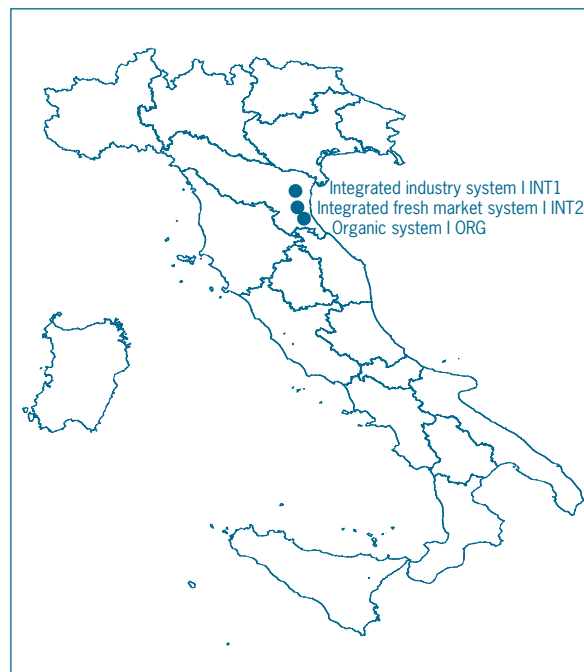 Integrated industry system I INT1
Integrated fresh market system I INT2
Organic system I ORG